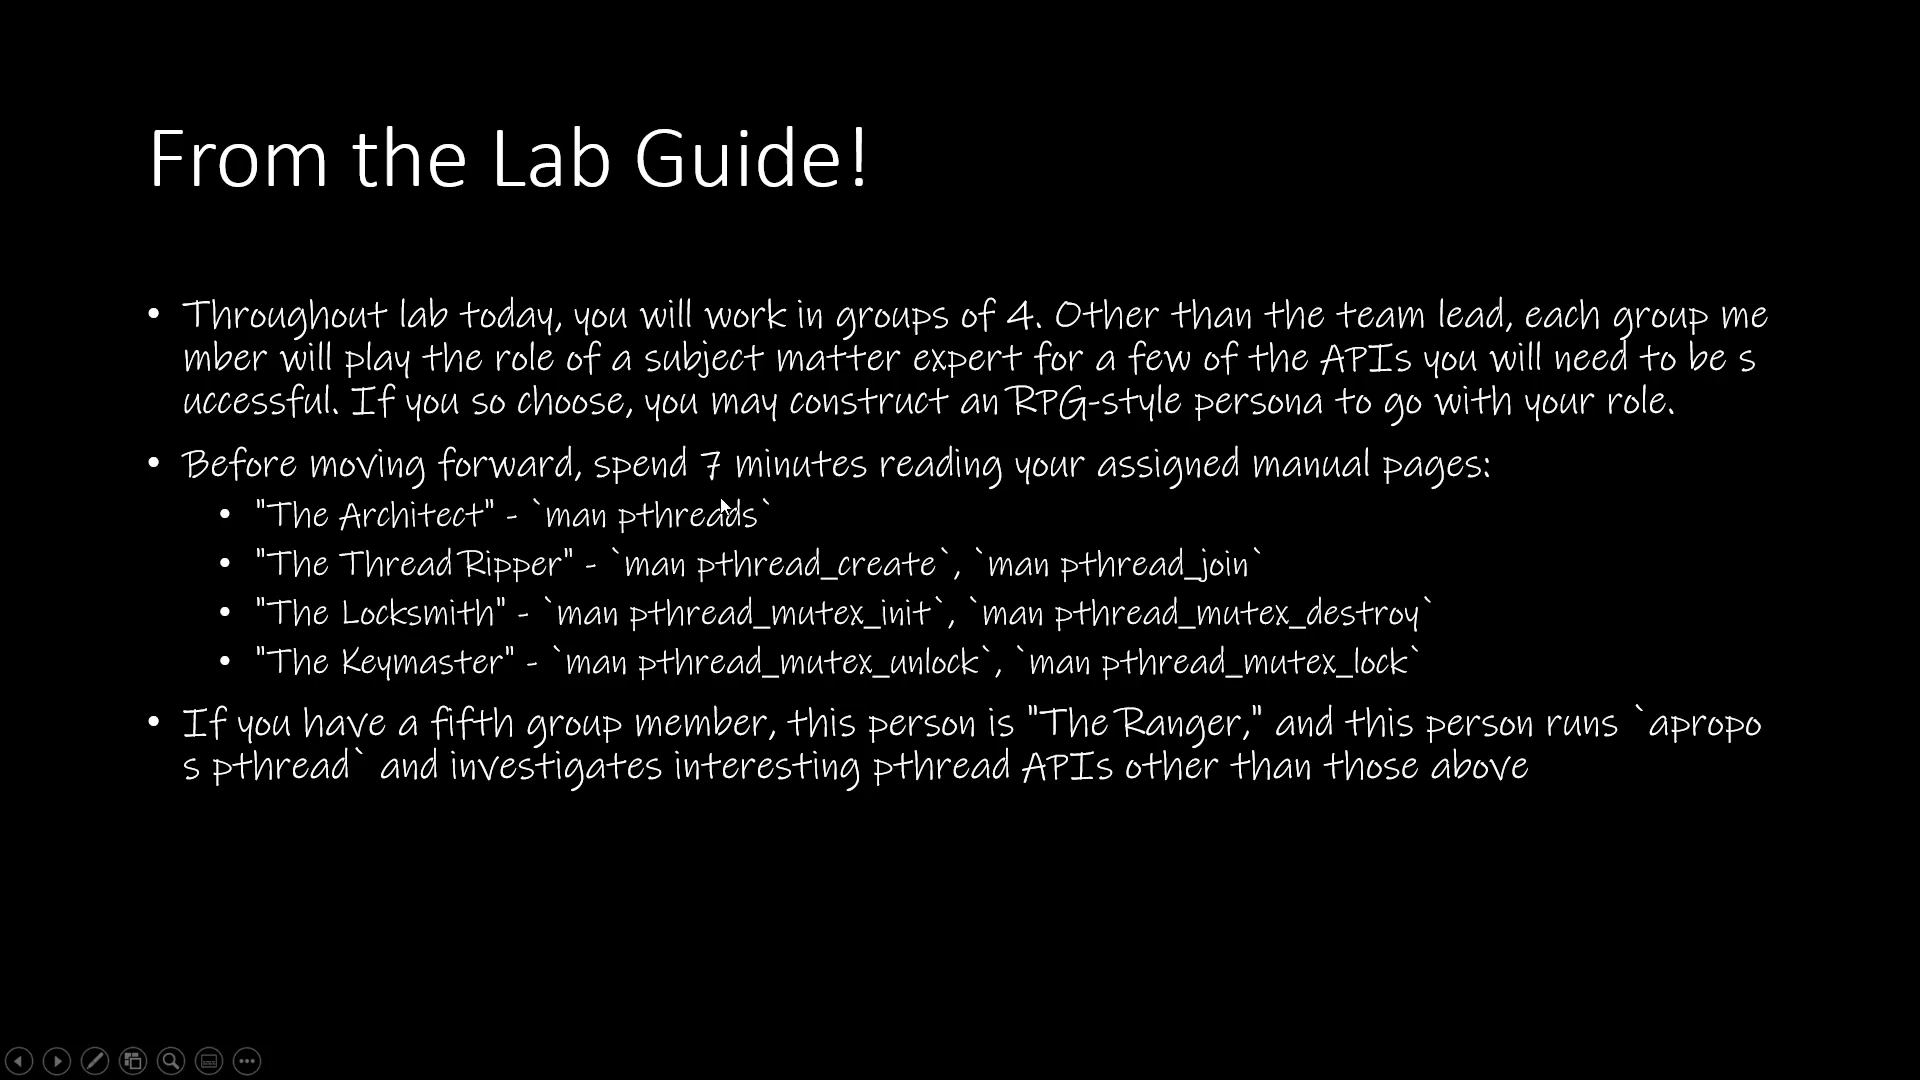 From the Lab Guide!
• Throughout lab today, you will work in groups of 4. Other than the team lead, each group me
mber will play the role of a subject matter expert for a few of the APIs you will need to be s
uccessful. If you so choose, you may construct an RPG-style persona to go with your role.
• Before moving forward, spend 7 minutes reading your assigned manual pages:
• "The Architect" - `man pthreads`
• "The Thread Ripper" - `man pthread_create`, `man pthread_join`
• "The Locksmith" - `man pthread_mutex_init`, `man pthread_mutex_destroy`
• "The Keymaster" - `man pthread_mutex_unlock`, `man pthread_mutex_lock`
• If you have a fifth group member, this person is "The Ranger," and this person runs `apropo
s pthread` and investigates interesting pthread APIs other than those above